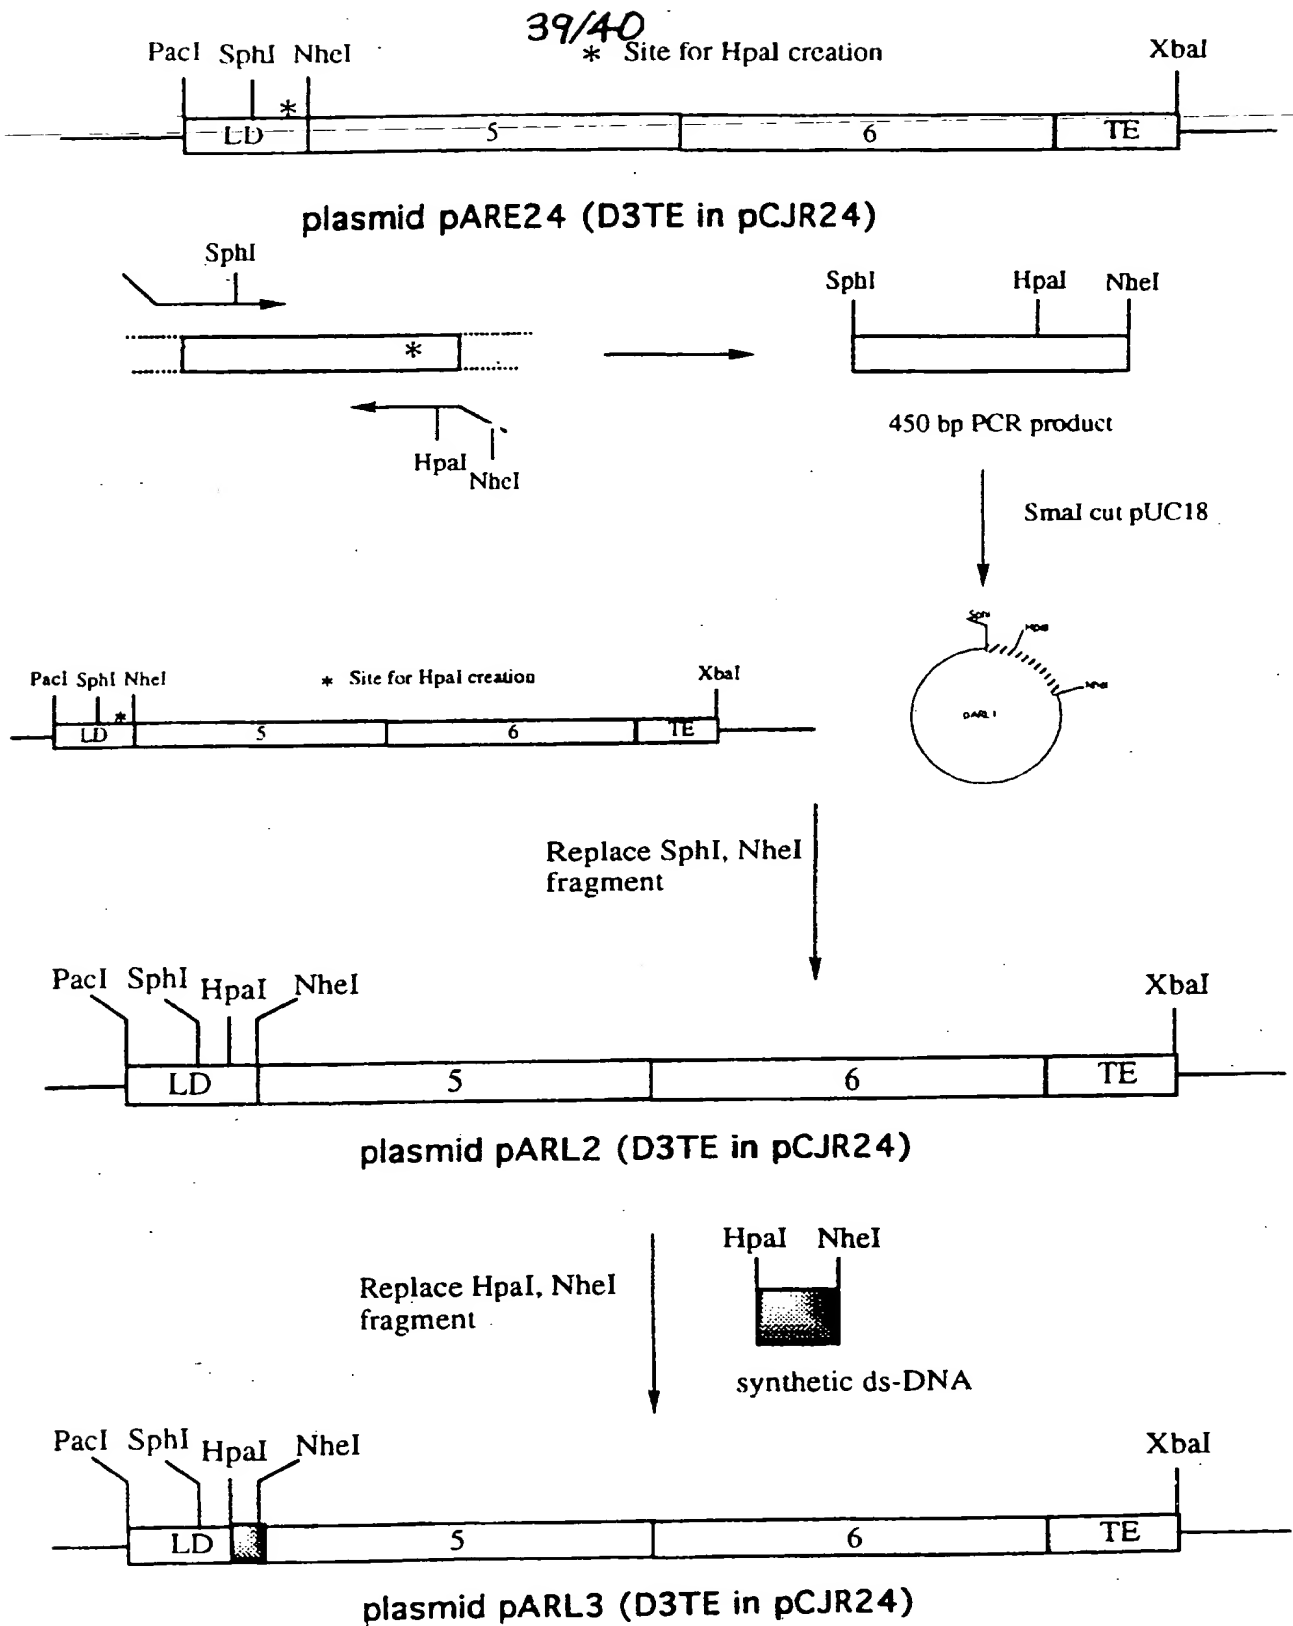 39/40
* Site for HpaI creation
PacI SphI NheI XbaI
*
LD 5 6 TE
plasmid pARE24 (D3TE in pCJR24)
SphI
*
HpaI
NheI
SphI HpaI NheI
450 bp PCR product
SmaI cut pUC18
SphI
HpaI
NheI
pARL1
PacI SphI NheI * Site for HpaI creation XbaI
*
LD 5 6 TE
Replace SphI, NheI
fragment
PacI SphI HpaI NheI XbaI
LD 5 6 TE
plasmid pARL2 (D3TE in pCJR24)
HpaI NheI
Replace HpaI, NheI
fragment
synthetic ds-DNA
PacI SphI HpaI NheI XbaI
LD 5 6 TE
plasmid pARL3 (D3TE in pCJR24)